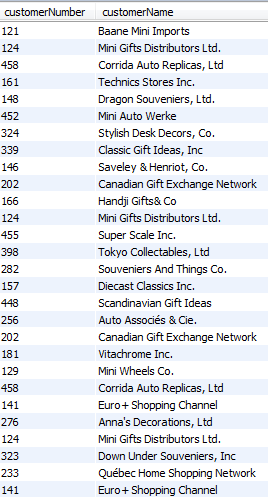 customerNumber customerName
121 Baane Mini Imports
124 Mini Gifts Distributors Ltd.
458 Corrida Auto Replicas, Ltd
161 Technics Stores Inc.
148 Dragon Souveniers, Ltd.
452 Mini Auto Werke
324 Stylish Desk Decors, Co.
339 Classic Gift Ideas, Inc
146 Saveley & Henriot, Co.
202 Canadian Gift Exchange Network
166 Handji Gifts& Co
124 Mini Gifts Distributors Ltd.
455 Super Scale Inc.
398 Tokyo Collectables, Ltd
282 Souveniers And Things Co.
157 Diecast Classics Inc.
448 Scandinavian Gift Ideas
256 Auto Associés & Cie.
202 Canadian Gift Exchange Network
181 Vitachrome Inc.
129 Mini Wheels Co.
458 Corrida Auto Replicas, Ltd
141 Euro+ Shopping Channel
276 Anna's Decorations, Ltd
124 Mini Gifts Distributors Ltd.
323 Down Under Souveniers, Inc
233 Québec Home Shopping Network
141 Euro+ Shopping Channel